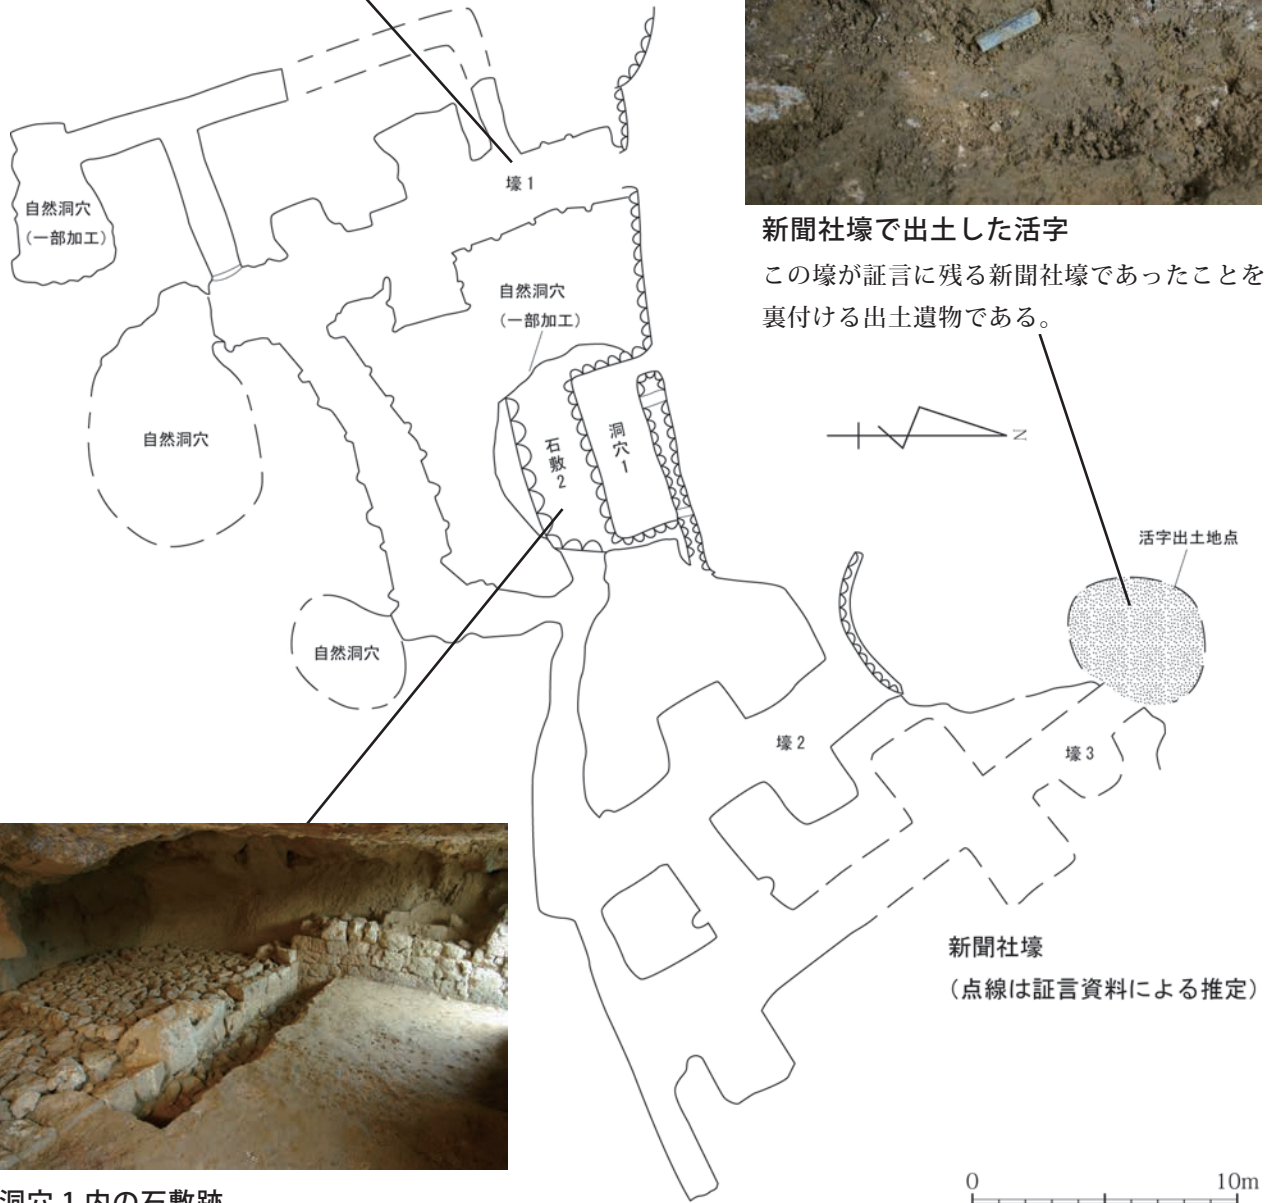 新聞社壕で出土した活字
この壕が証言に残る新聞社壕であったことを
裏付ける出土遺物である。
壕1
自然洞穴
(一部加工)
自然洞穴
(一部加工)
自然洞穴
石敷2
洞穴1
N
活字出土地点
自然洞穴
壕2
壕3
新聞社壕
(点線は証言資料による推定)
0 10m
洞穴1内の石敷跡